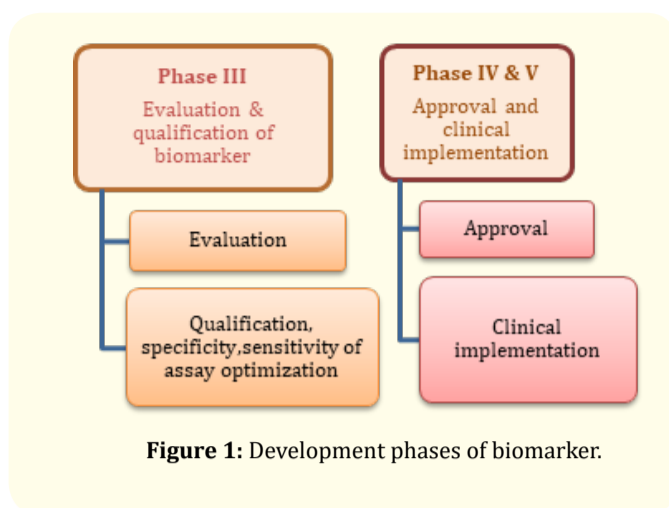 Phase III
Evaluation &
qualification of
biomarker
Evaluation
Qualification,
specificity,sensitivity of
assay optimization
Phase IV & V
Approval and
clinical
implementation
Approval
Clinical
implementation
Figure 1: Development phases of biomarker.